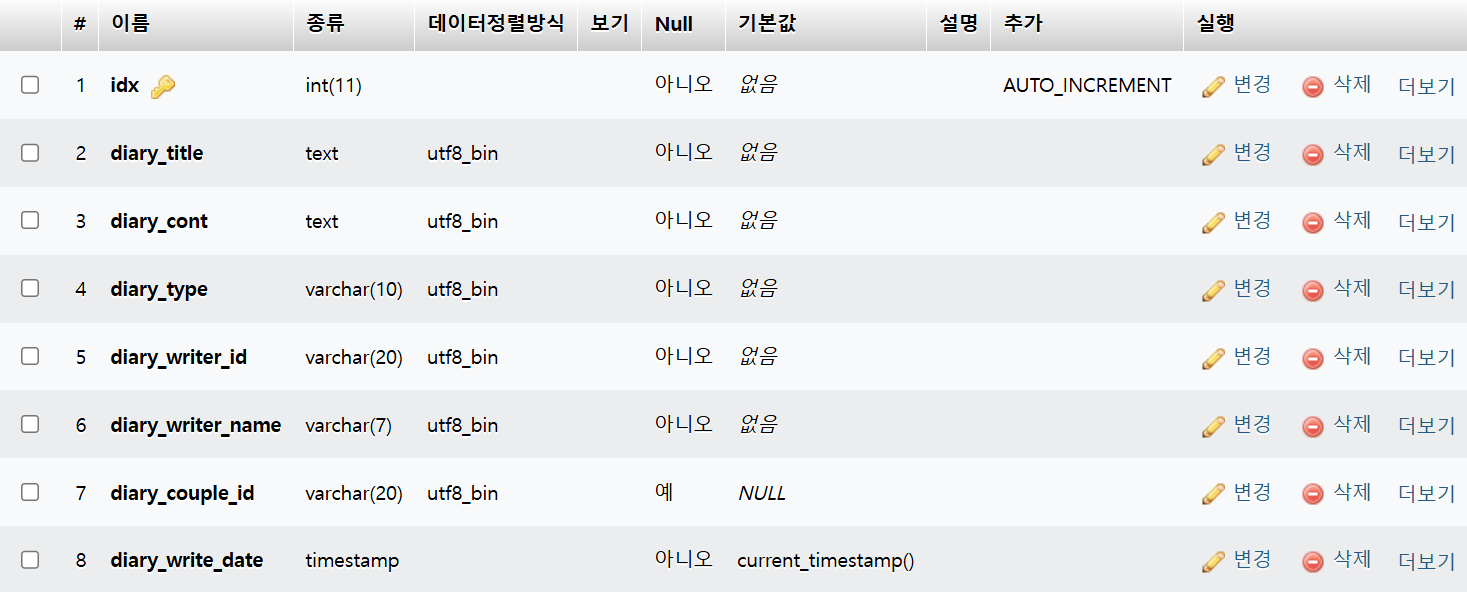 # 이름 종류 데이터정렬방식 보기 Null 기본값 설명 추가 실행
1 idx int(11) 아니오 없음 AUTO_INCREMENT 변경 삭제 더보기
2 diary_title text utf8_bin 아니오 없음 변경 삭제 더보기
3 diary_cont text utf8_bin 아니오 없음 변경 삭제 더보기
4 diary_type varchar(10) utf8_bin 아니오 없음 변경 삭제 더보기
5 diary_writer_id varchar(20) utf8_bin 아니오 없음 변경 삭제 더보기
6 diary_writer_name varchar(7) utf8_bin 아니오 없음 변경 삭제 더보기
7 diary_couple_id varchar(20) utf8_bin 예 NULL 변경 삭제 더보기
8 diary_write_date timestamp 아니오 current_timestamp() 변경 삭제 더보기